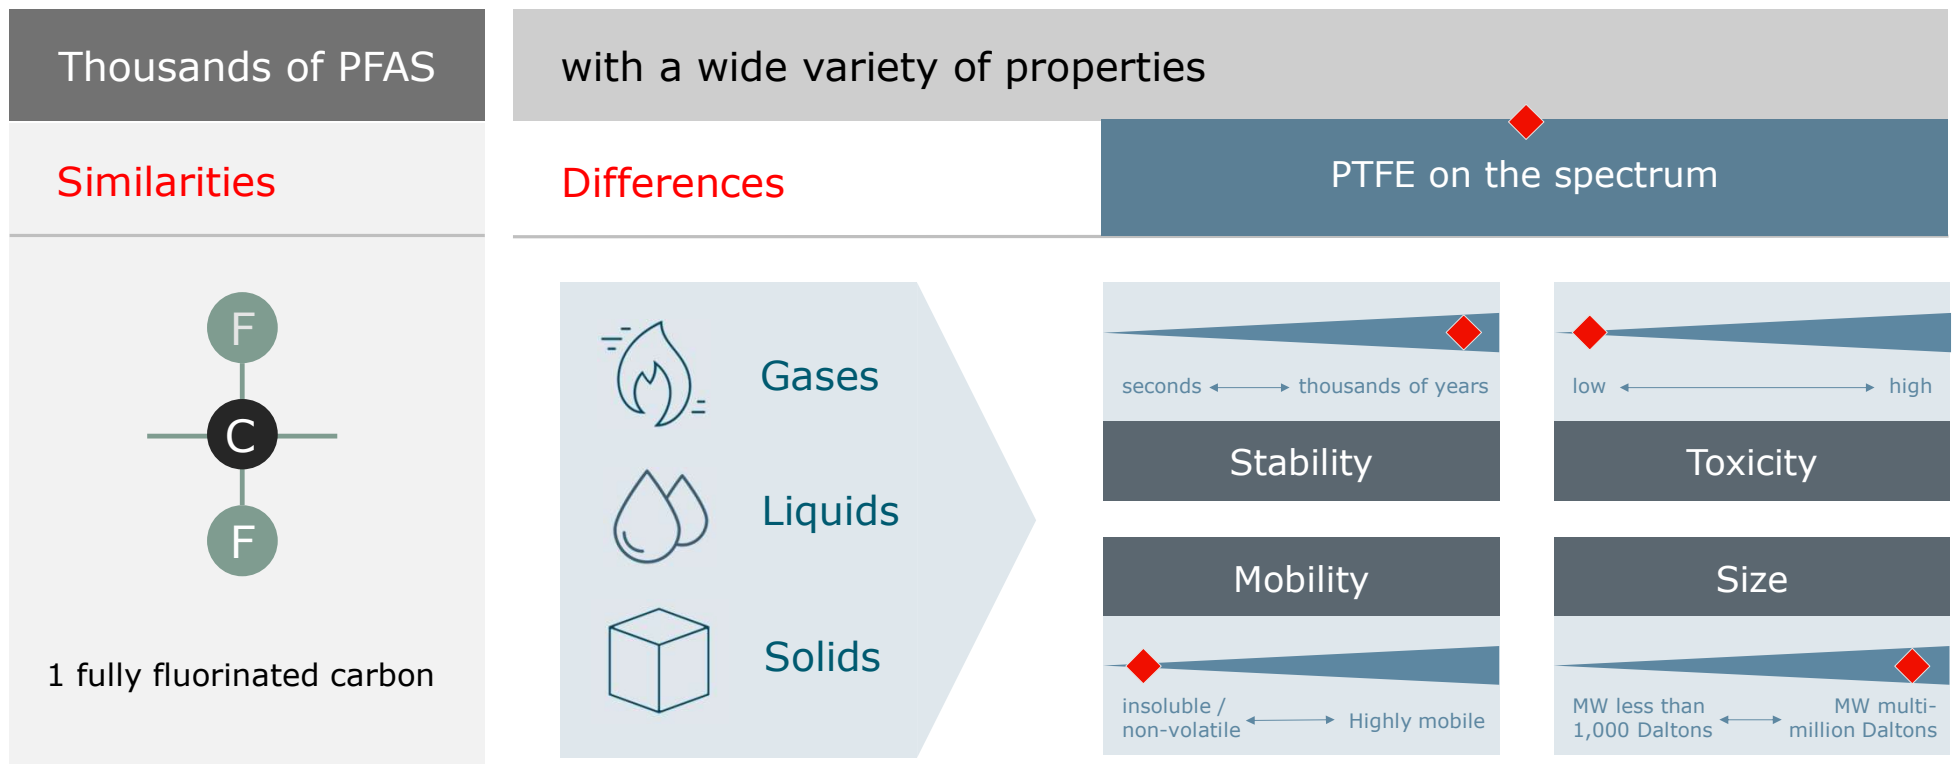 Thousands of PFAS
with a wide variety of properties
Similarities
Differences
PTFE on the spectrum
F
C
F
1 fully fluorinated carbon
Gases
Liquids
Solids
seconds
thousands of years
Stability
low
high
Toxicity
Mobility
insoluble /
non-volatile
Highly mobile
Size
MW less than
1,000 Daltons
MW multi-
million Daltons